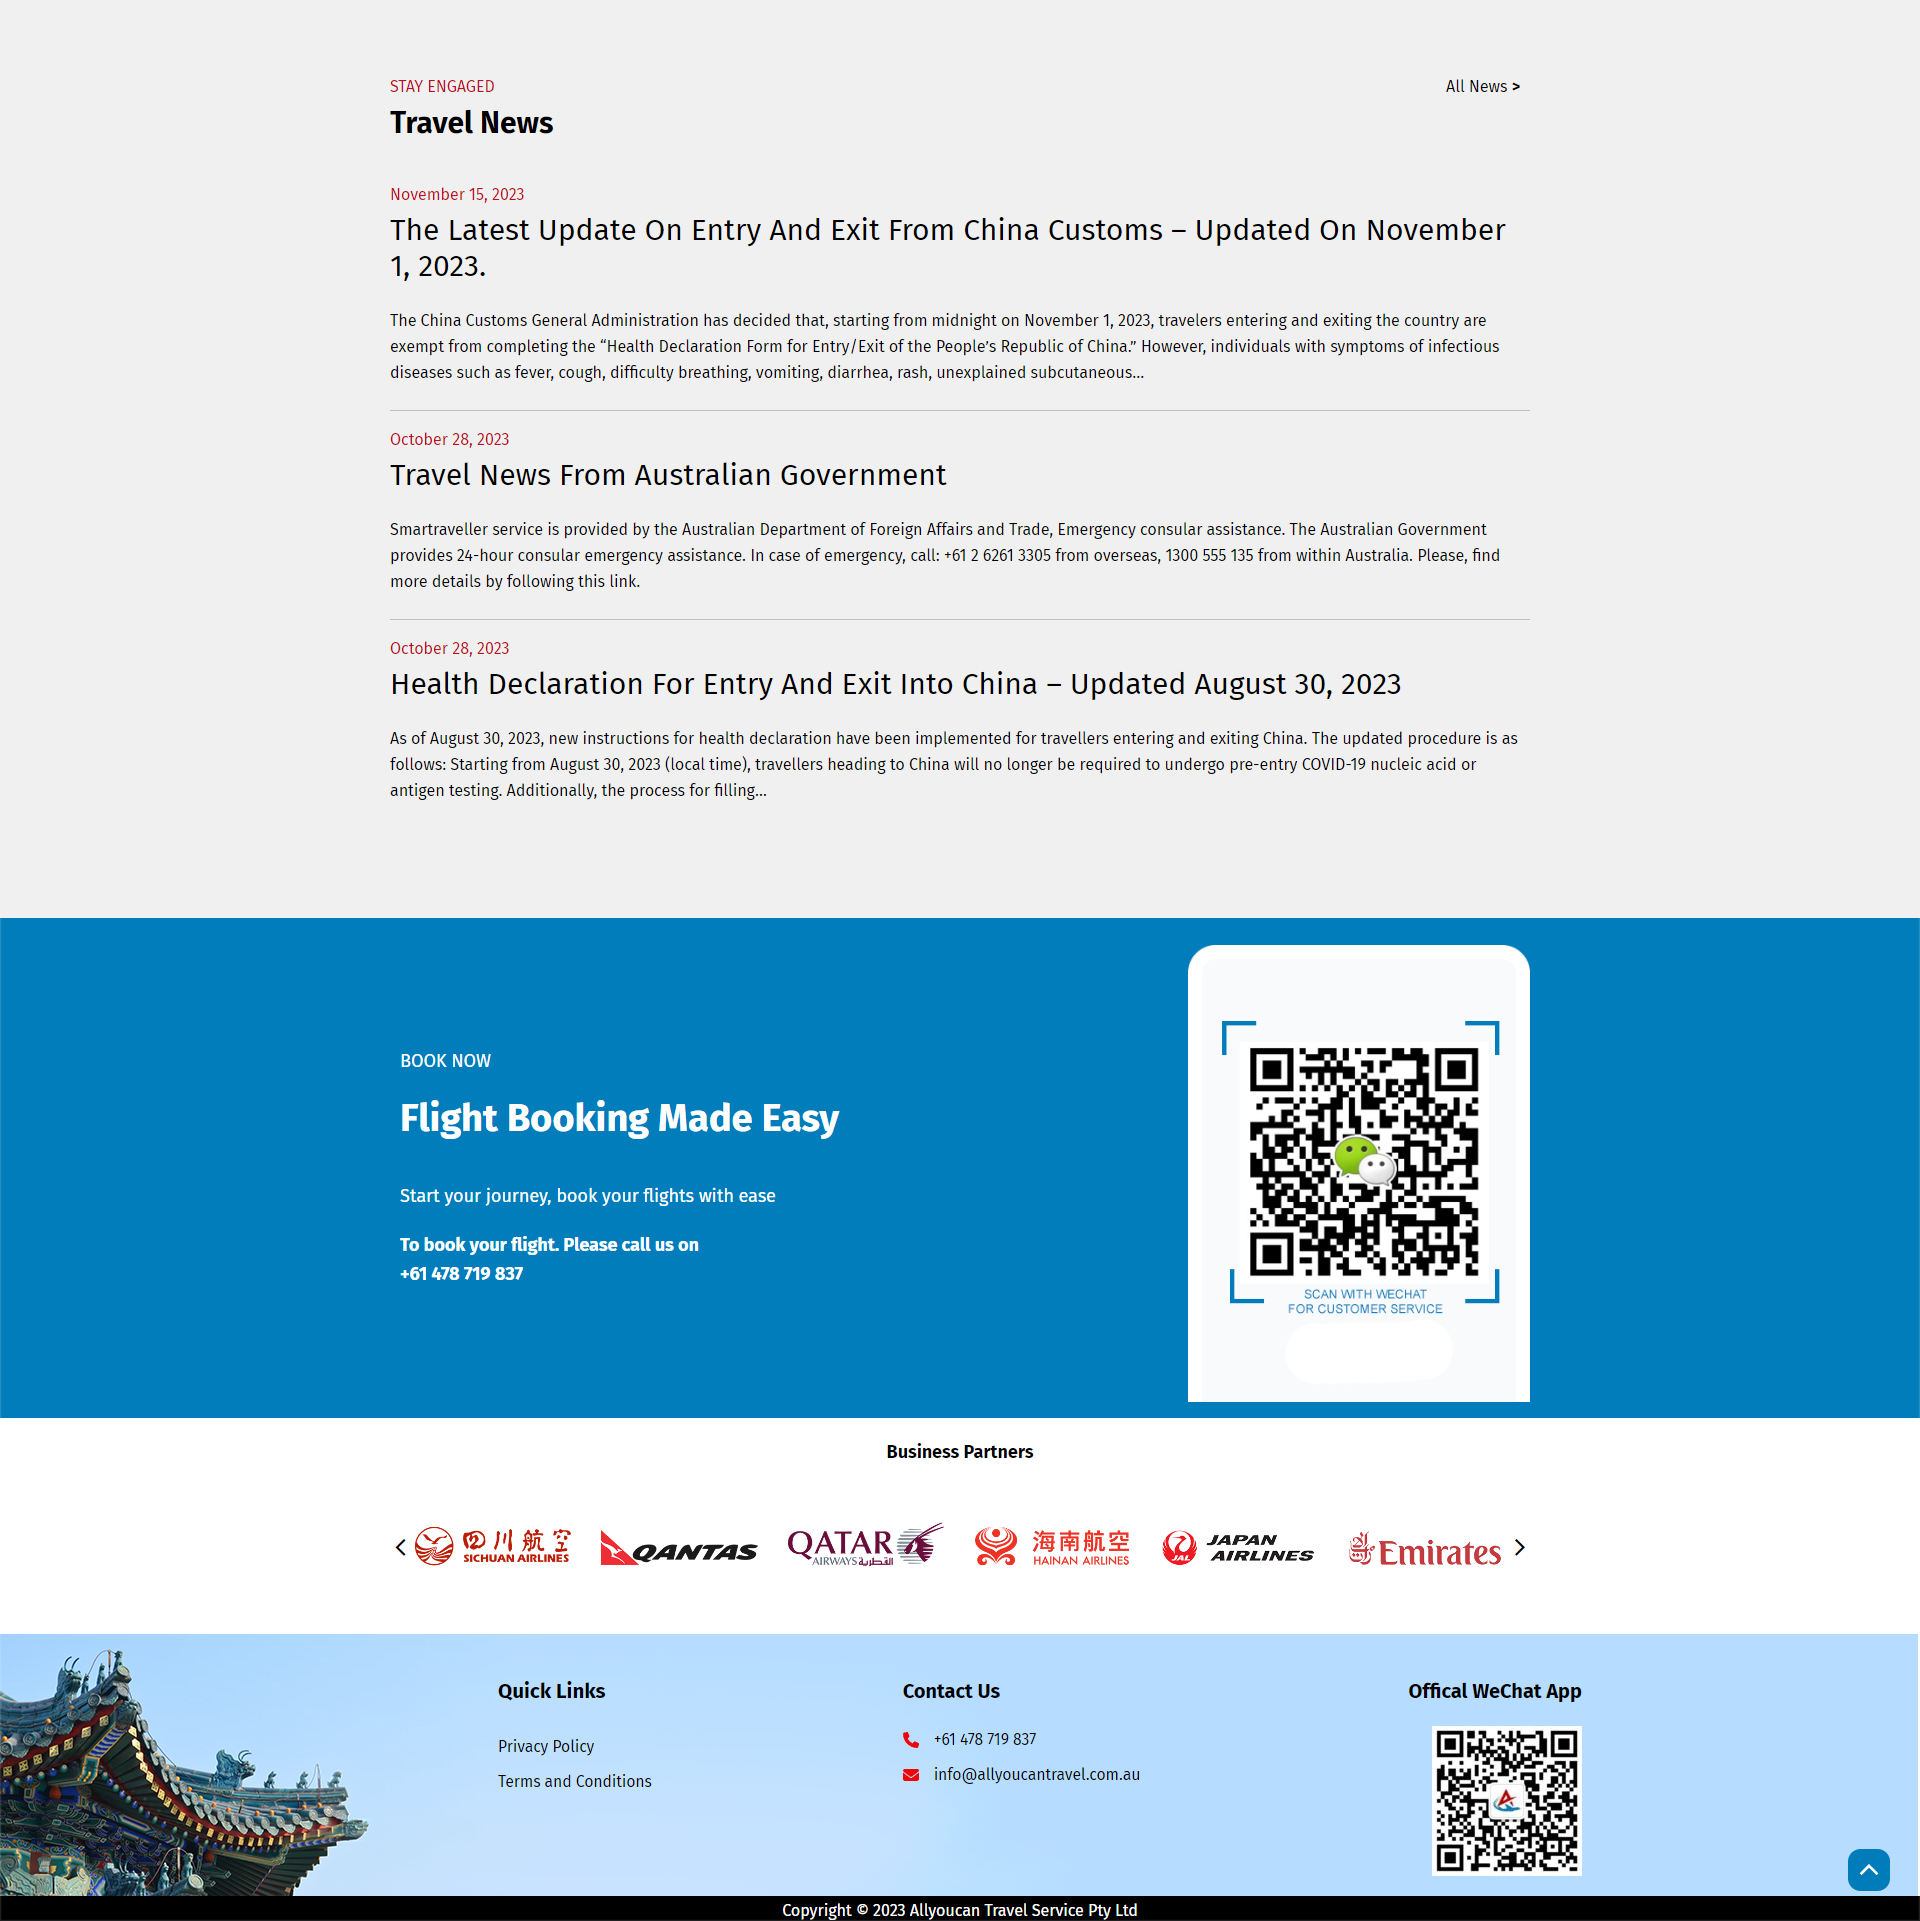 STAY ENGAGED
All News >
Travel News
November 15, 2023
The Latest Update On Entry And Exit From China Customs – Updated On November
1, 2023.
The China Customs General Administration has decided that, starting from midnight on November 1, 2023, travelers entering and exiting the country are
exempt from completing the “Health Declaration Form for Entry/Exit of the People’s Republic of China.” However, individuals with symptoms of infectious
diseases such as fever, cough, difficulty breathing, vomiting, diarrhea, rash, unexplained subcutaneous...
October 28, 2023
Travel News From Australian Government
Smartraveller service is provided by the Australian Department of Foreign Affairs and Trade, Emergency consular assistance. The Australian Government
provides 24-hour consular emergency assistance. In case of emergency, call: +61 2 6261 3305 from overseas, 1300 555 135 from within Australia. Please, find
more details by following this link.
October 28, 2023
Health Declaration For Entry And Exit Into China – Updated August 30, 2023
As of August 30, 2023, new instructions for health declaration have been implemented for travellers entering and exiting China. The updated procedure is as
follows: Starting from August 30, 2023 (local time), travellers heading to China will no longer be required to undergo pre-entry COVID-19 nucleic acid or
antigen testing. Additionally, the process for filling...
BOOK NOW
Flight Booking Made Easy
Start your journey, book your flights with ease
To book your flight. Please call us on
+61 478 719 837
SCAN WITH WECHAT
FOR CUSTOMER SERVICE
Business Partners
四川航空
SICHUAN AIRLINES
QANTAS
QATAR
AIRWAYS القطرية
海南航空
HAINAN AIRLINES
JAL
JAPAN
AIRLINES
Emirates
Quick Links
Privacy Policy
Terms and Conditions
Contact Us
+61 478 719 837
info@allyoucantravel.com.au
Offical WeChat App
Copyright © 2023 Allyoucan Travel Service Pty Ltd